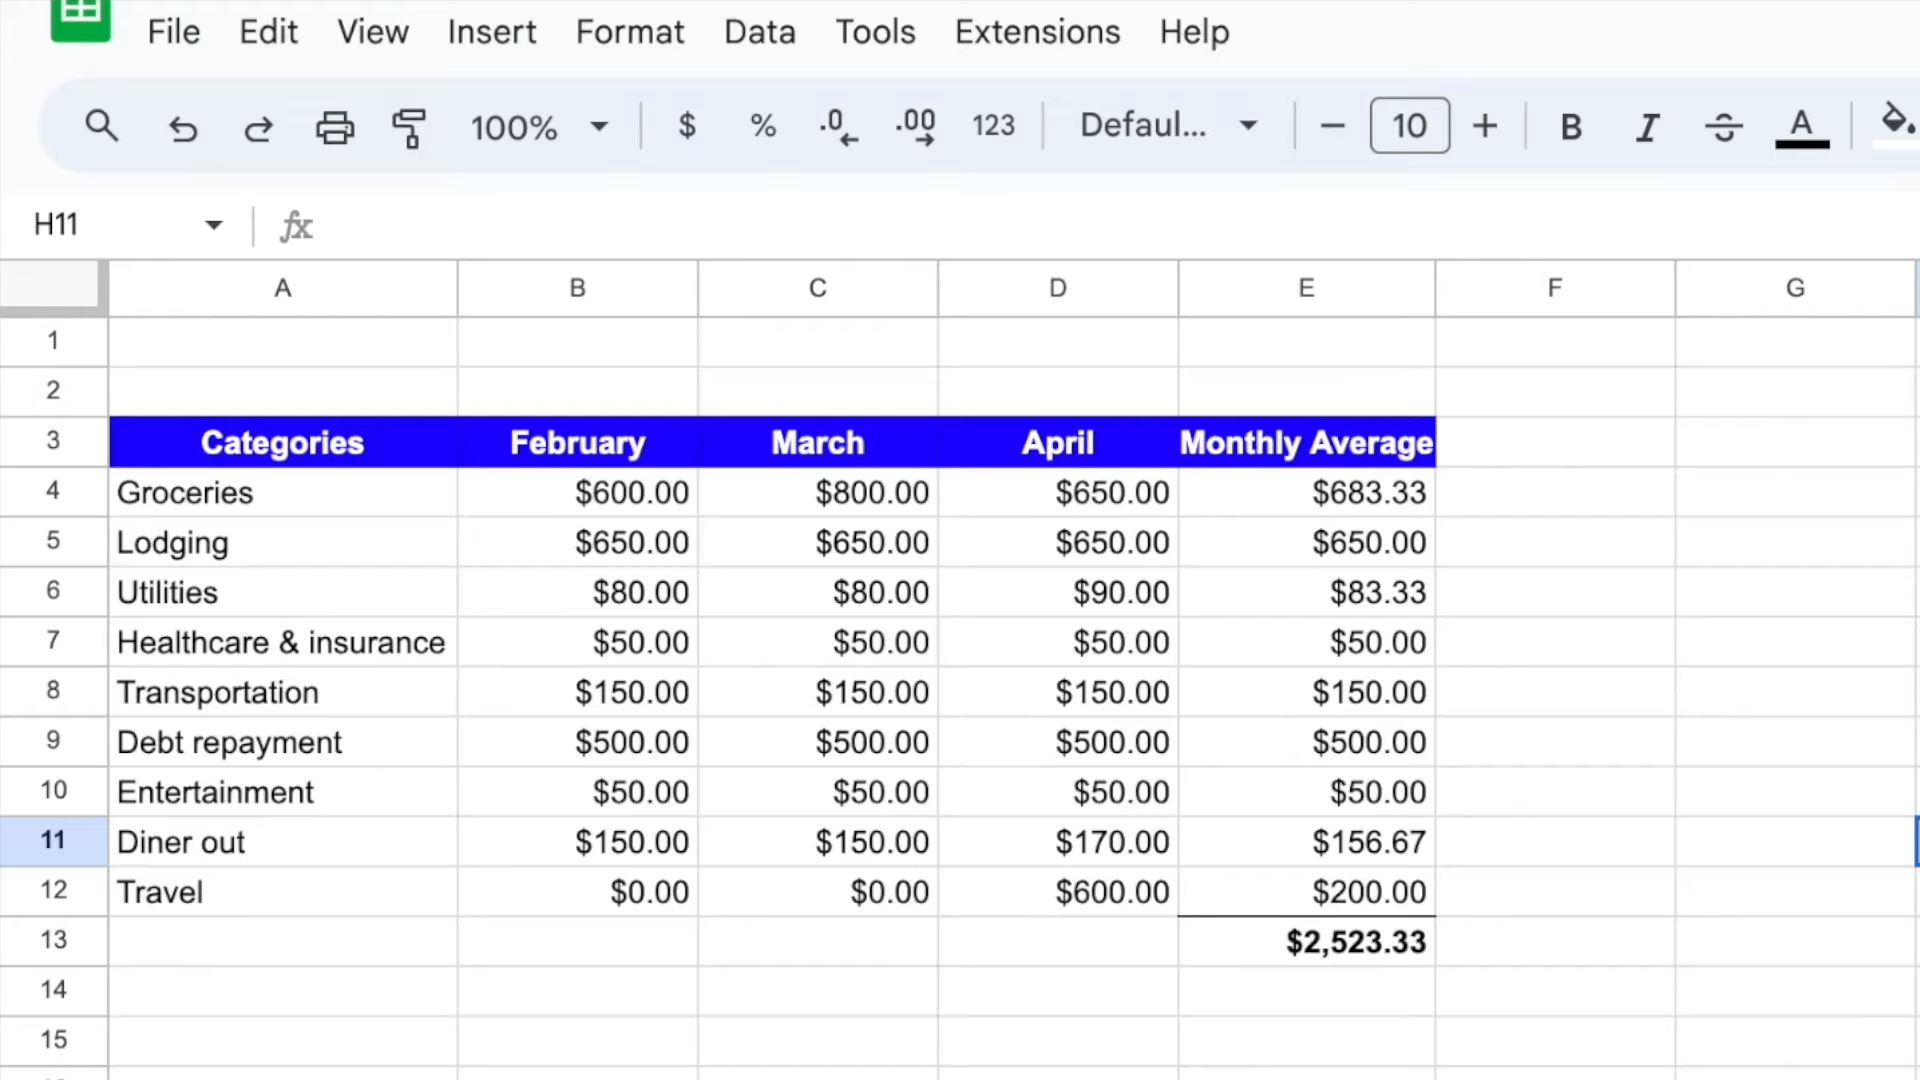 File Edit View Insert Format Data Tools Extensions Help
100% $ % .0 .00 123 Defaul... 10 B I S A
H11 fx
A B C D E F G
1
2
3 Categories February March April Monthly Average
4 Groceries $600.00 $800.00 $650.00 $683.33
5 Lodging $650.00 $650.00 $650.00 $650.00
6 Utilities $80.00 $80.00 $90.00 $83.33
7 Healthcare & insurance $50.00 $50.00 $50.00 $50.00
8 Transportation $150.00 $150.00 $150.00 $150.00
9 Debt repayment $500.00 $500.00 $500.00 $500.00
10 Entertainment $50.00 $50.00 $50.00 $50.00
11 Diner out $150.00 $150.00 $170.00 $156.67
12 Travel $0.00 $0.00 $600.00 $200.00
13 $2,523.33
14
15